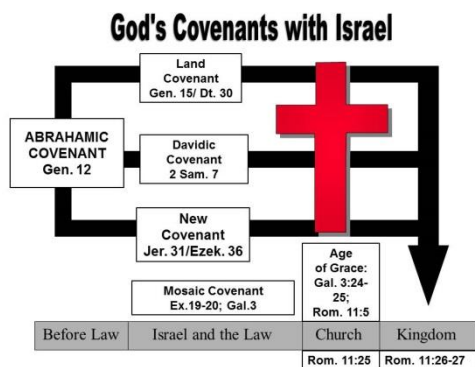 God's Covenants with Israel
Land
Covenant
Gen. 15/ Dt. 30
ABRAHAMIC
COVENANT
Gen. 12
Davidic
Covenant
2 Sam. 7
New
Covenant
Jer. 31/Ezek. 36
Age
of Grace:
Gal. 3:24-
25;
Rom. 11:5
Mosaic Covenant
Ex.19-20; Gal.3
Before Law
Israel and the Law
Church
Kingdom
Rom. 11:25
Rom. 11:26-27